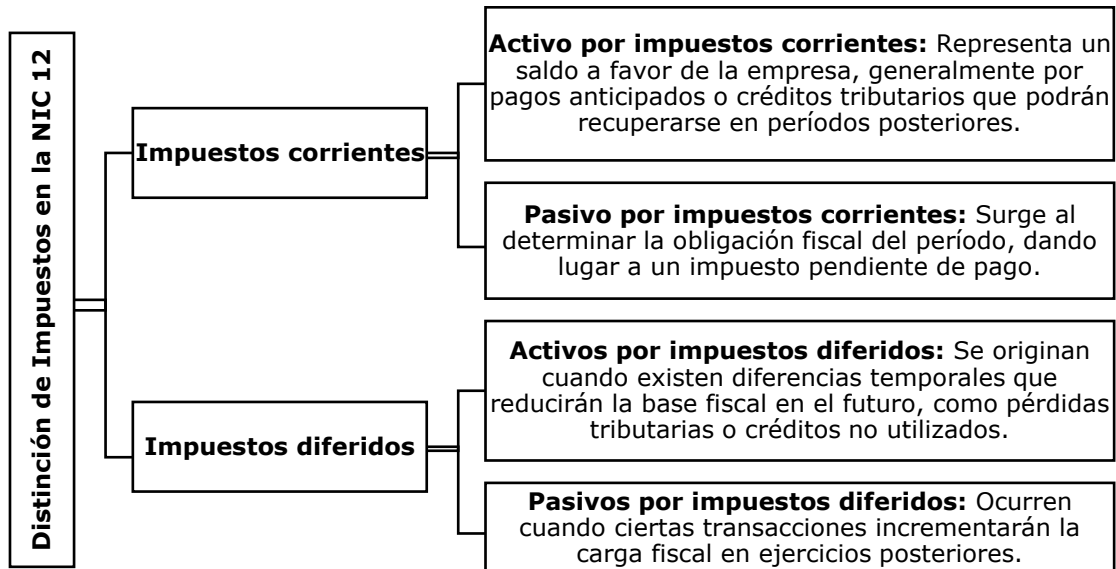 Distinción de Impuestos en la NIC 12
Impuestos corrientes
Activo por impuestos corrientes: Representa un
saldo a favor de la empresa, generalmente por
pagos anticipados o créditos tributarios que podrán
recuperarse en períodos posteriores.
Pasivo por impuestos corrientes: Surge al
determinar la obligación fiscal del período, dando
lugar a un impuesto pendiente de pago.
Impuestos diferidos
Activos por impuestos diferidos: Se originan
cuando existen diferencias temporales que
reducirán la base fiscal en el futuro, como pérdidas
tributarias o créditos no utilizados.
Pasivos por impuestos diferidos: Ocurren
cuando ciertas transacciones incrementarán la
carga fiscal en ejercicios posteriores.